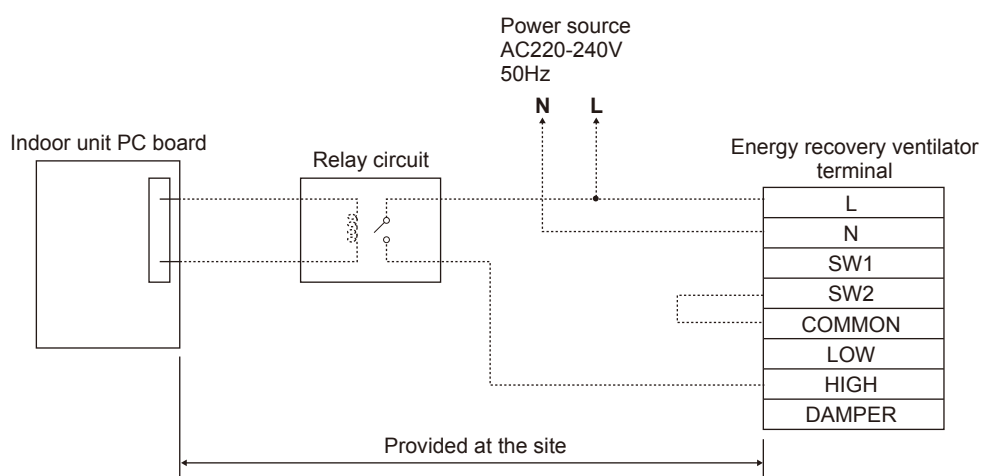 Power source
AC220-240V
50Hz
N L
Indoor unit PC board
Relay circuit
Energy recovery ventilator
terminal
L
N
SW1
SW2
COMMON
LOW
HIGH
DAMPER
Provided at the site